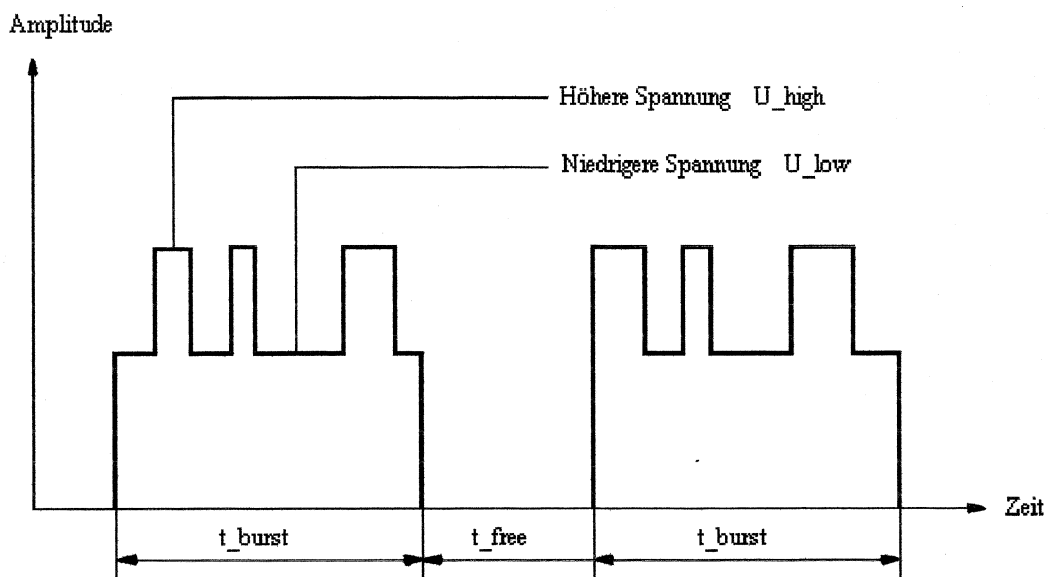 Amplitude
Höhere Spannung U_high
Niedrigere Spannung U_low
Zeit
t_burst
t_free
t_burst